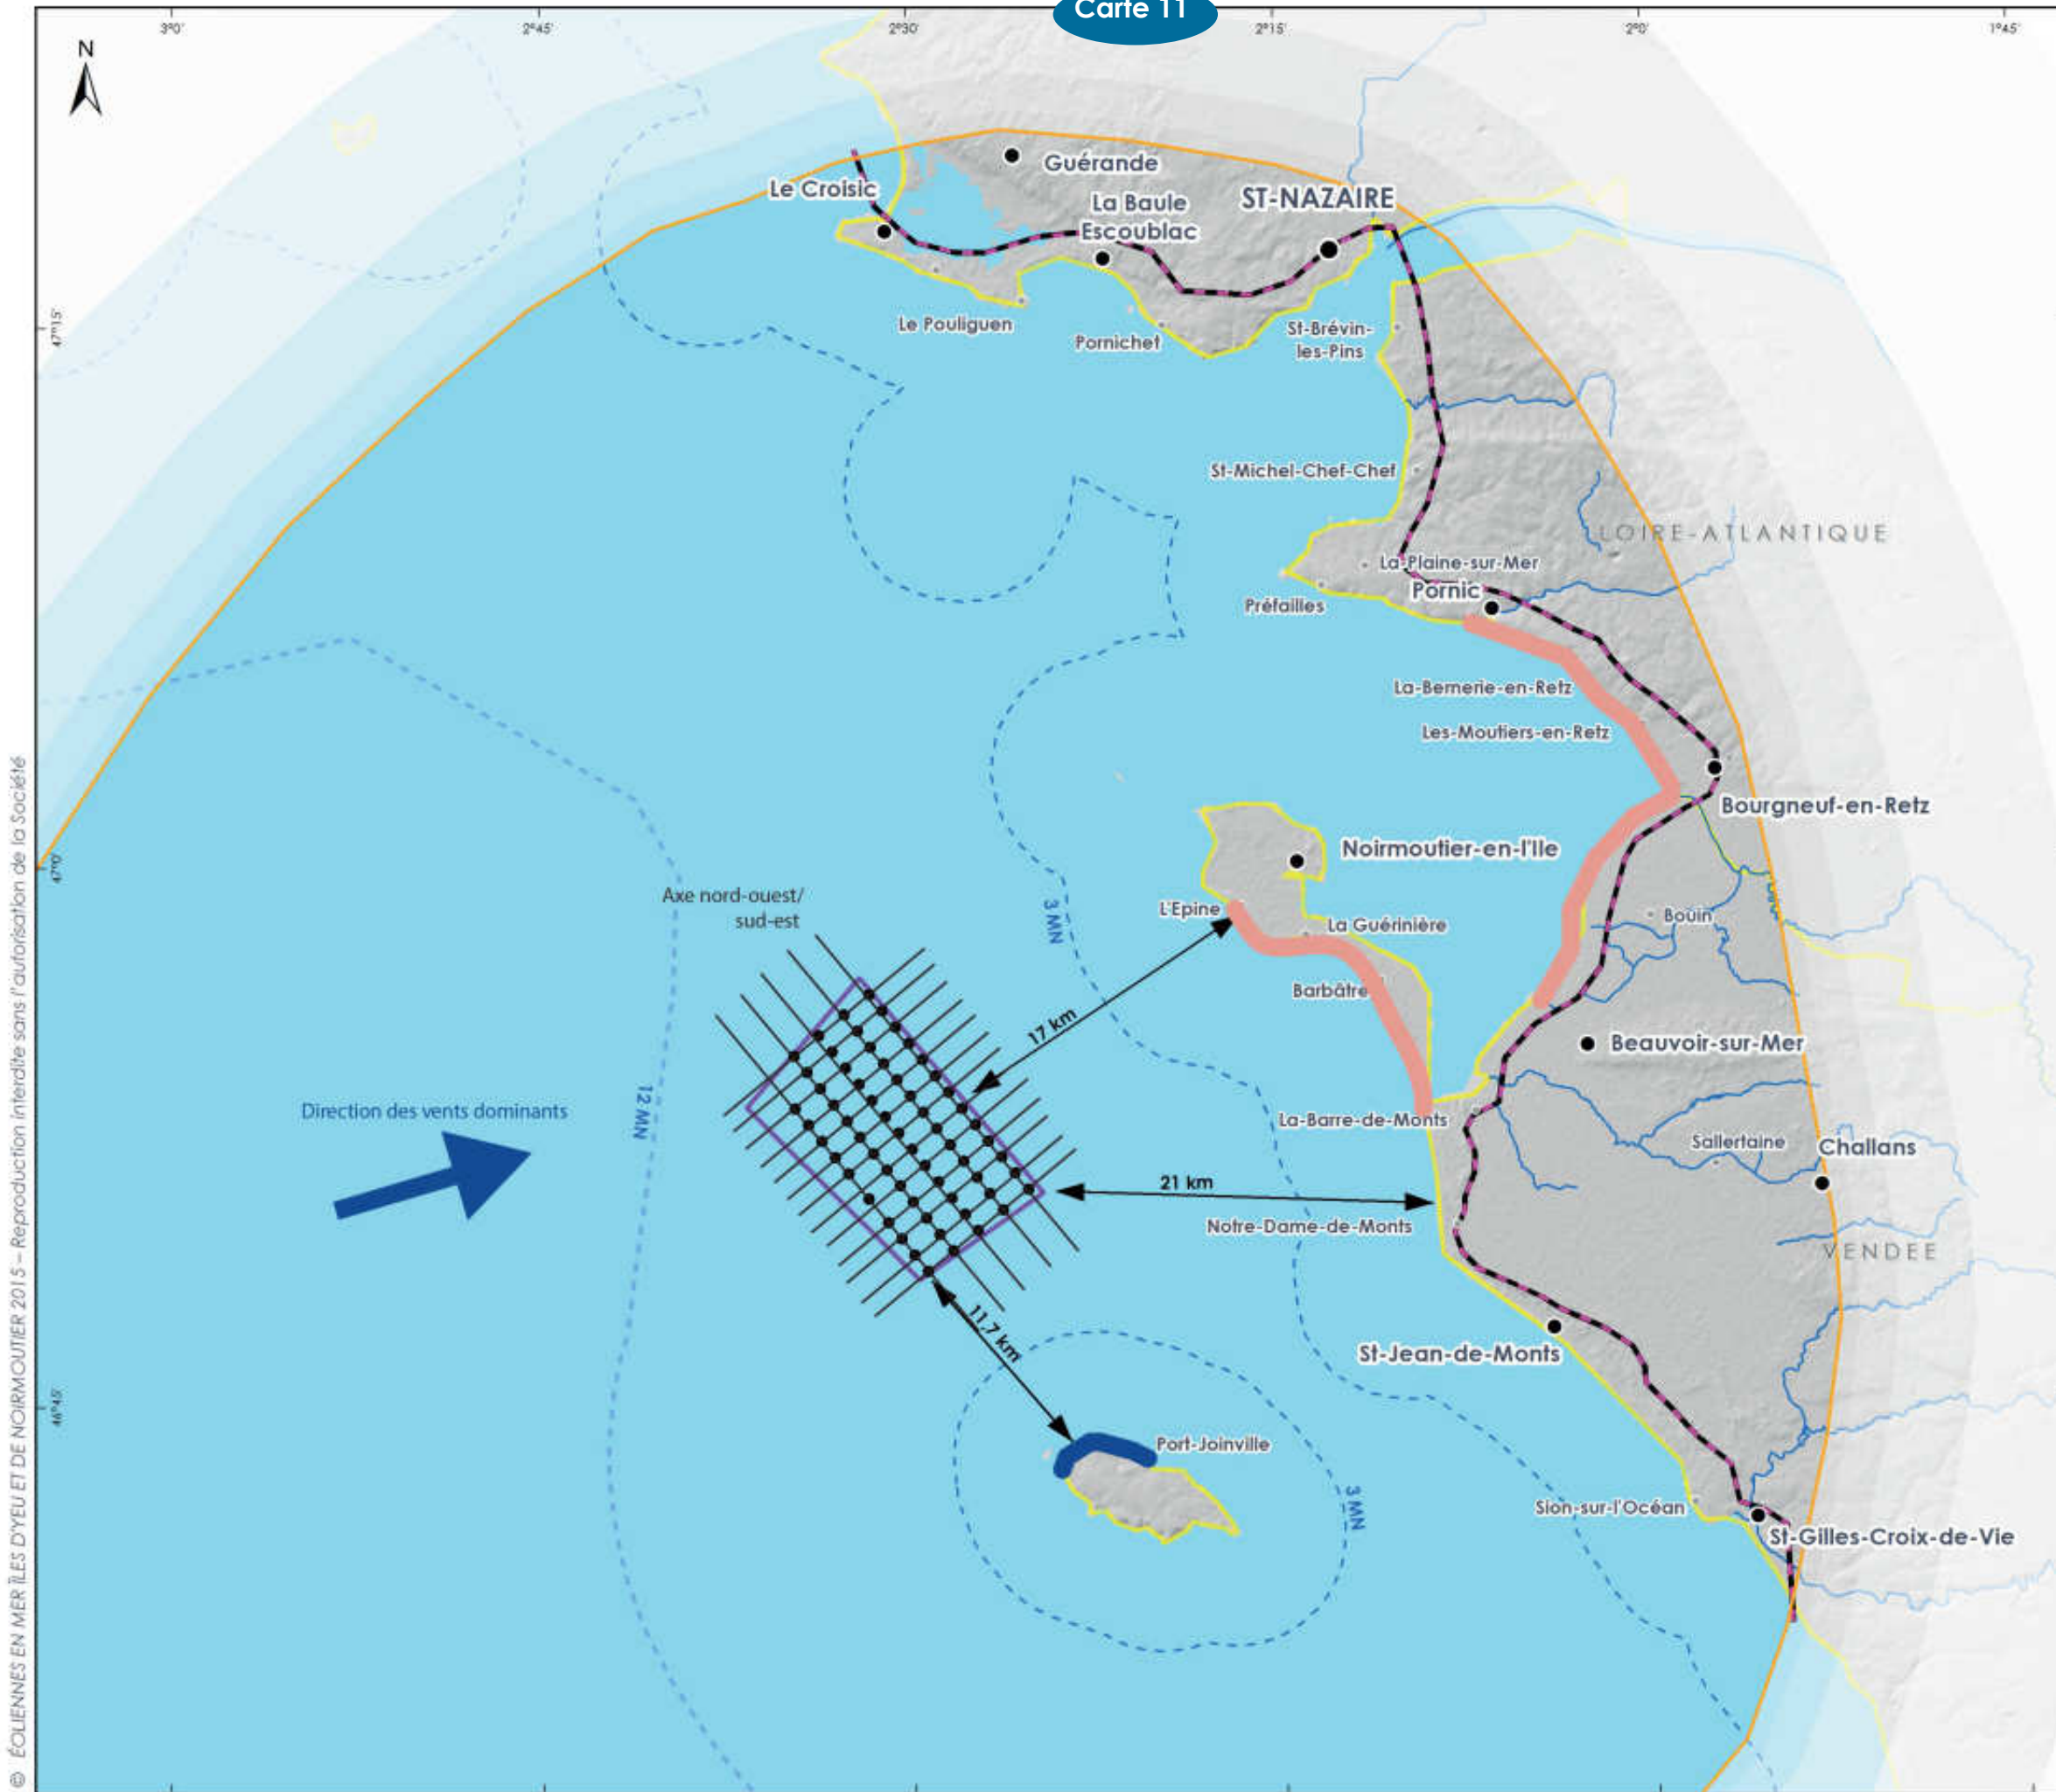 Carte 11
3°0'
2°45'
2°30'
2°15'
2°0'
1°45'
N
Guérande
Le Croisic
La Baule
Escoublac
ST-NAZAIRE
47°15'
Le Pouliguen
Pornichet
St-Brévin-
les-Pins
St-Michel-Chef-Chef
LOIRE-ATLANTIQUE
La-Plaine-sur-Mer
Pornic
Préfailles
La-Bernerie-en-Retz
Les-Moutiers-en-Retz
Bourgneuf-en-Retz
Noirmoutier-en-l'Ile
47°0'
Axe nord-ouest/
sud-est
3 MN
L'Epine
La Guérinière
Bouin
Barbâtre
17 km
Beauvoir-sur-Mer
Direction des vents dominants
12 MN
La-Barre-de-Monts
Sallertaine
Challans
21 km
Notre-Dame-de-Monts
VENDEE
11,7 km
St-Jean-de-Monts
46°45'
Port-Joinville
3 MN
Sion-sur-l'Océan
St-Gilles-Croix-de-Vie
© ÉOLIENNES EN MER ÎLES D'YEU ET DE NOIRMOUTIER 2015 – Reproduction interdite sans l'autorisation de la Société